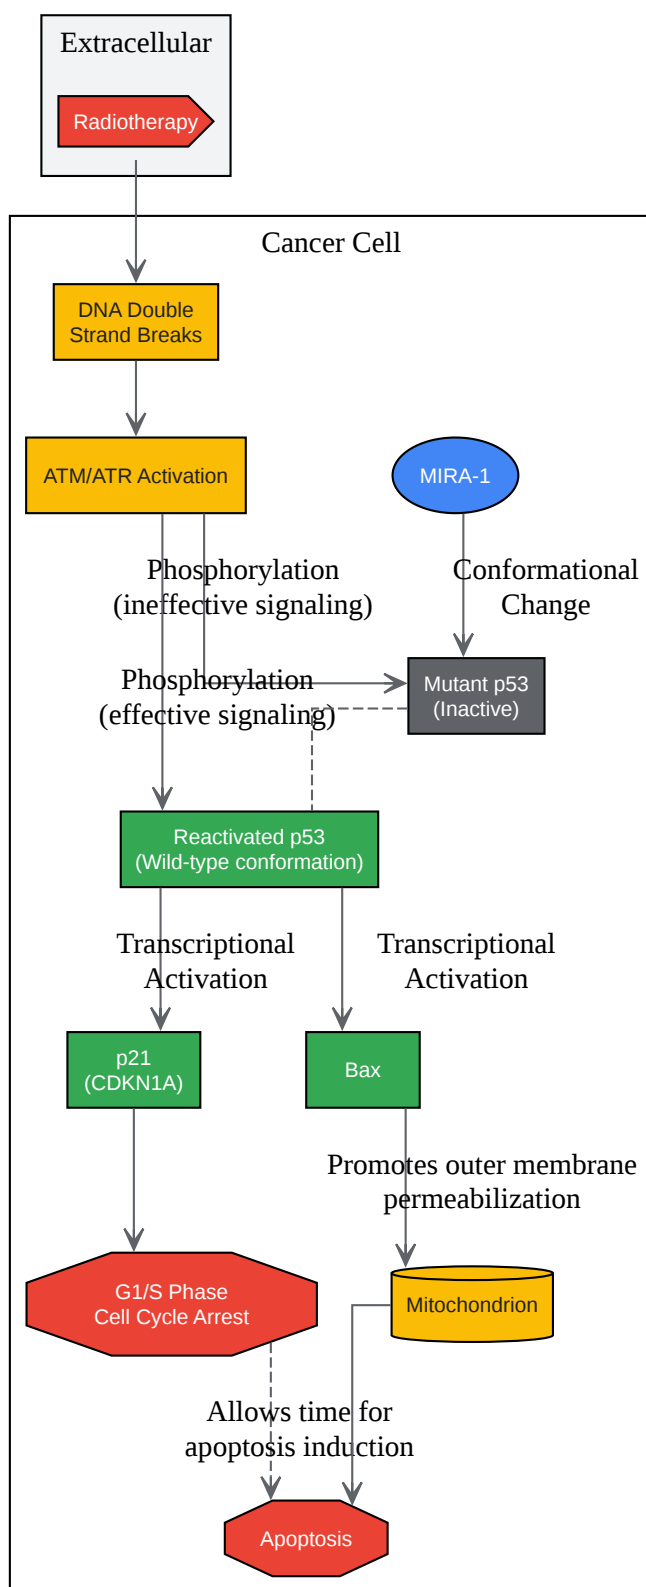 Extracellular
Radiotherapy
Cancer Cell
DNA Double
Strand Breaks
ATM/ATR Activation
MIRA-1
Phosphorylation
(ineffective signaling)
Conformational
Change
Phosphorylation
(effective signaling)
Mutant p53
(Inactive)
Reactivated p53
(Wild-type conformation)
Transcriptional
Activation
Transcriptional
Activation
p21
(CDKN1A)
Bax
Promotes outer membrane
permeabilization
G1/S Phase
Cell Cycle Arrest
Mitochondrion
Allows time for
apoptosis induction
Apoptosis